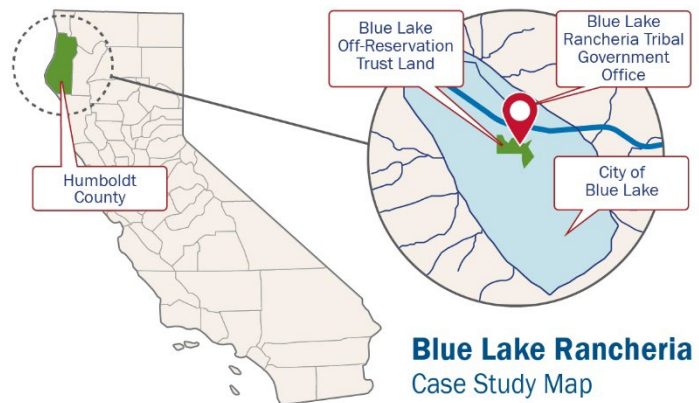 Blue Lake
Off-Reservation
Trust Land
Blue Lake
Rancheria Tribal
Government
Office
Humboldt
County
City of
Blue Lake
Blue Lake Rancheria
Case Study Map